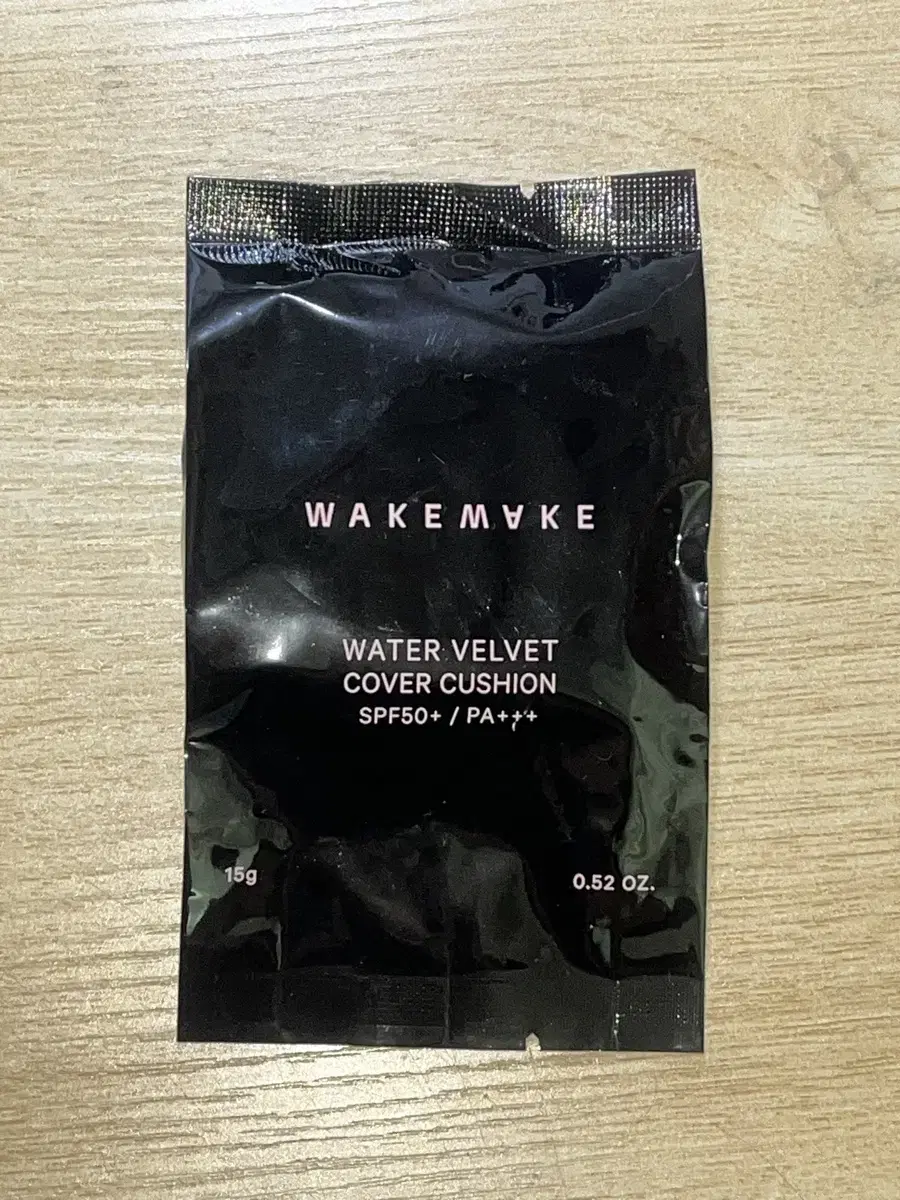 WAKEMAKE
WATER VELVET
COVER CUSHION
SPF50+ / PA+++
15g
0.52 OZ.